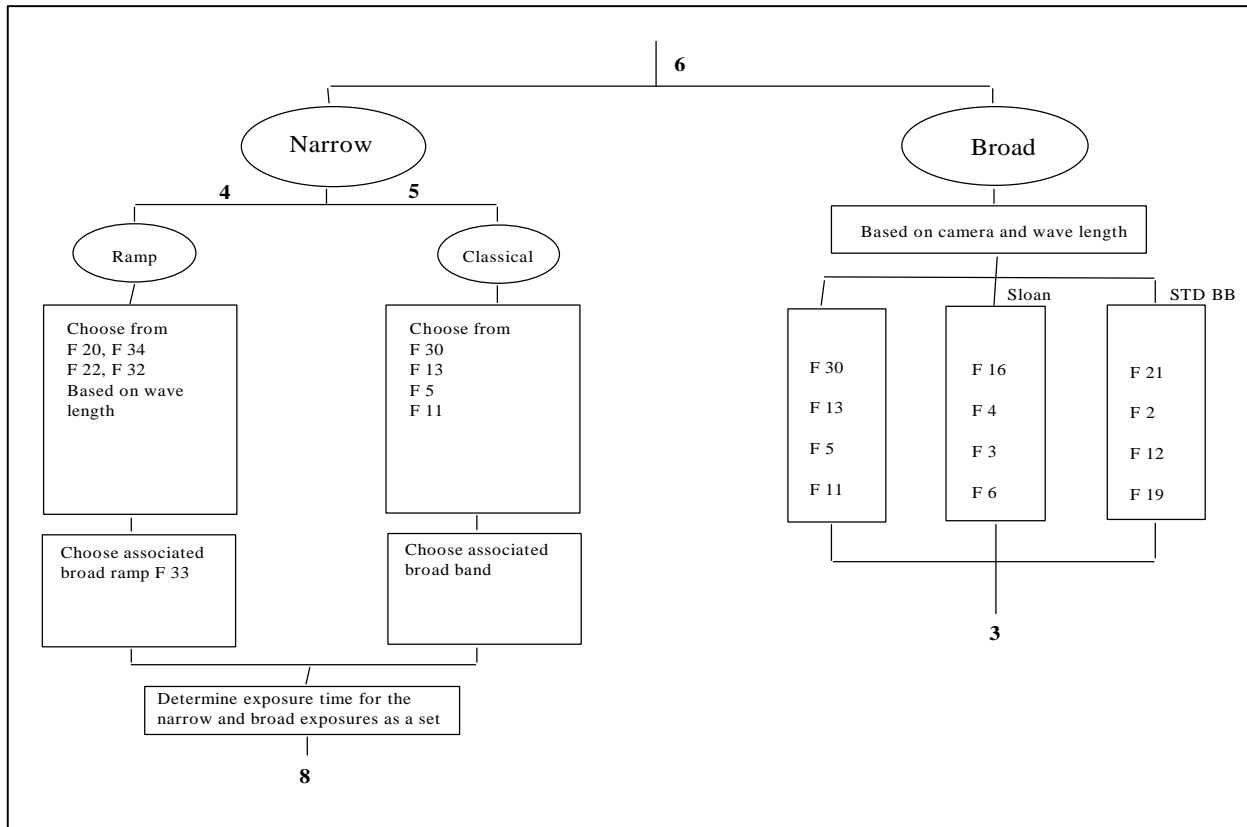 6
Narrow
Broad
4
5
Ramp
Classical
Based on camera and wave length
Choose from
F 20, F 34
F 22, F 32
Based on wave
length
Choose from
F 30
F 13
F 5
F 11
Choose associated
broad ramp F 33
Choose associated
broad band
Determine exposure time for the
narrow and broad exposures as a set
8
F 30
F 13
F 5
F 11
Sloan
F 16
F 4
F 3
F 6
STD BB
F 21
F 2
F 12
F 19
3